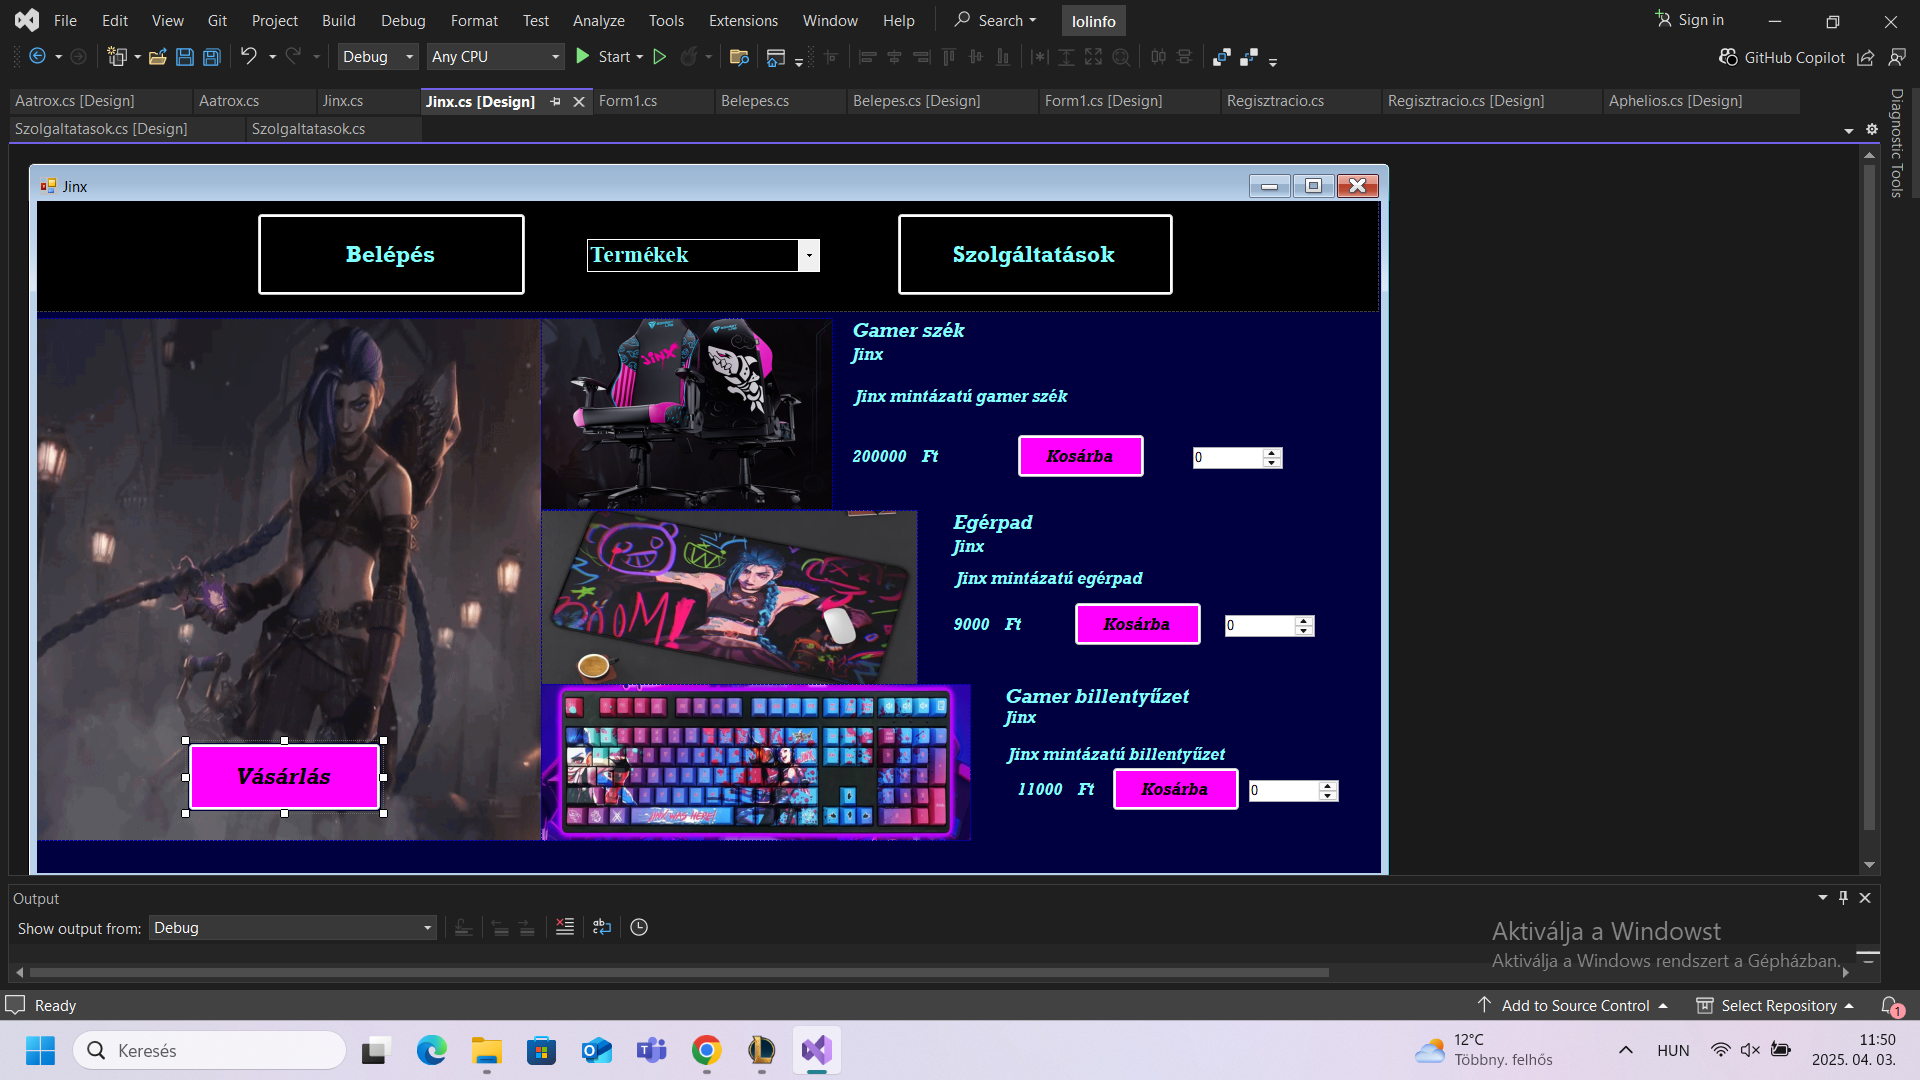 File Edit View Git Project Build Debug Format Test Analyze Tools Extensions Window Help Search lolinfo Sign in
Debug Any CPU Start GitHub Copilot
Aatrox.cs [Design] Aatrox.cs Jinx.cs Jinx.cs [Design] Form1.cs Belepes.cs Belepes.cs [Design] Form1.cs [Design] Regisztracio.cs Regisztracio.cs [Design] Aphelios.cs [Design]
Szolgaltatasok.cs [Design] Szolgaltatasok.cs
Diagnostic Tools
Jinx
Belépés Termékek Szolgáltatások
JINX
Gamer szék
Jinx
Jinx mintázatú gamer szék
200000 Ft Kosárba 0
Egérpad
Jinx
Jinx mintázatú egérpad
9000 Ft Kosárba 0
Gamer billentyűzet
Jinx
Jinx mintázatú billentyűzet
11000 Ft Kosárba 0
JINX WAS HERE!
Vásárlás
Output
Show output from: Debug
Aktiválja a Windowst
Aktiválja a Windows rendszert a Gépházban.
Ready Add to Source Control Select Repository 1
Keresés
12°C
Többny. felhős
HUN
11:50
2025. 04. 03.